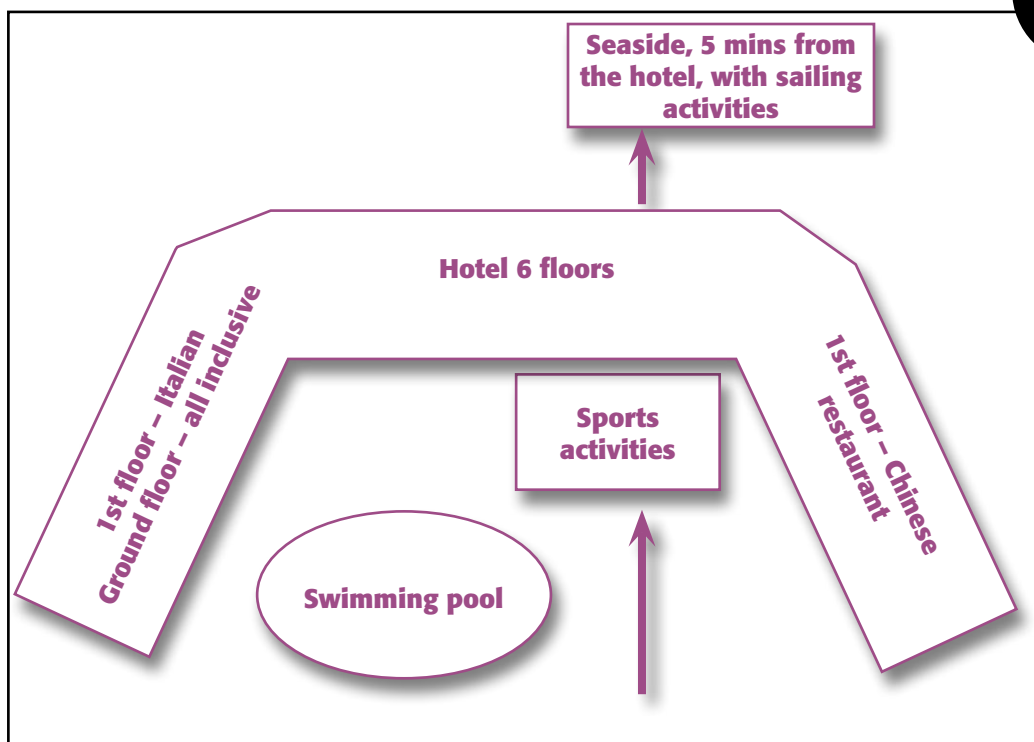 Seaside, 5 mins from
the hotel, with sailing
activities
Hotel 6 floors
1st floor – Italian
Ground floor – all inclusive
1st floor – Chinese
restaurant
Sports
activities
Swimming pool